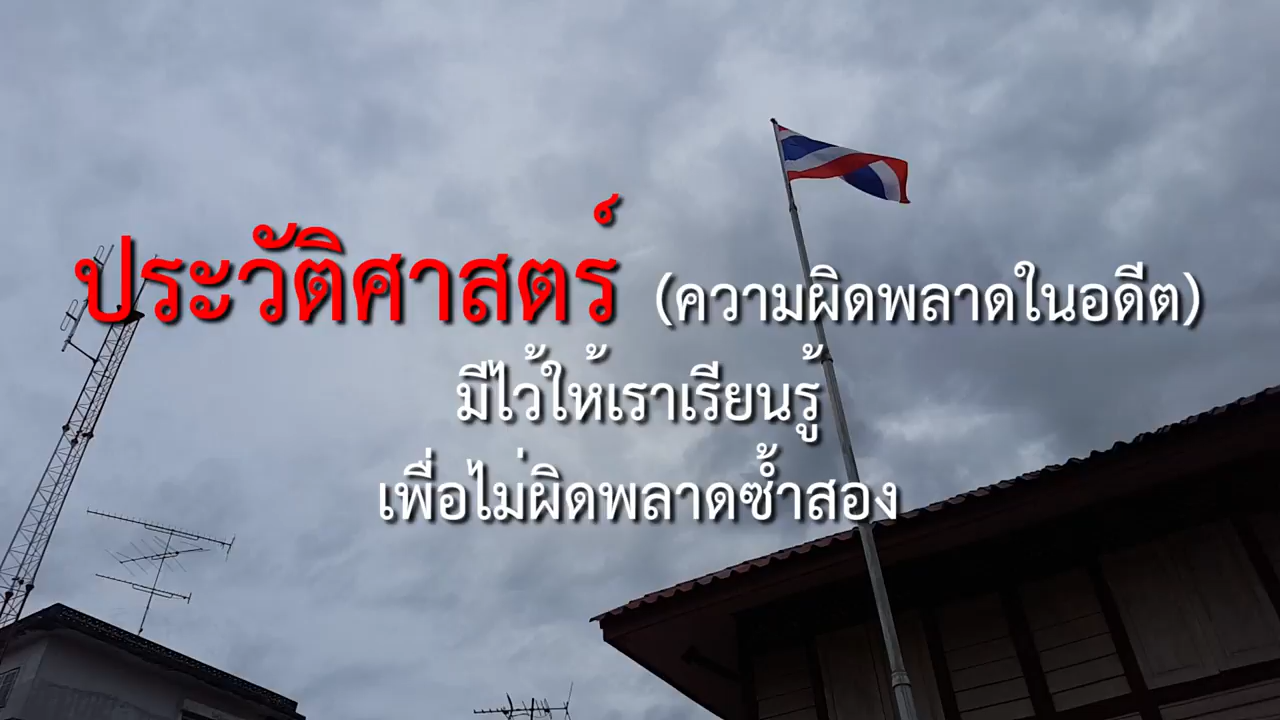 ประวัติศาสตร์ (ความผิดพลาดในอดีต)
มีไว้ให้เราเรียนรู้
เพื่อไม่ผิดพลาดซ้ำสอง